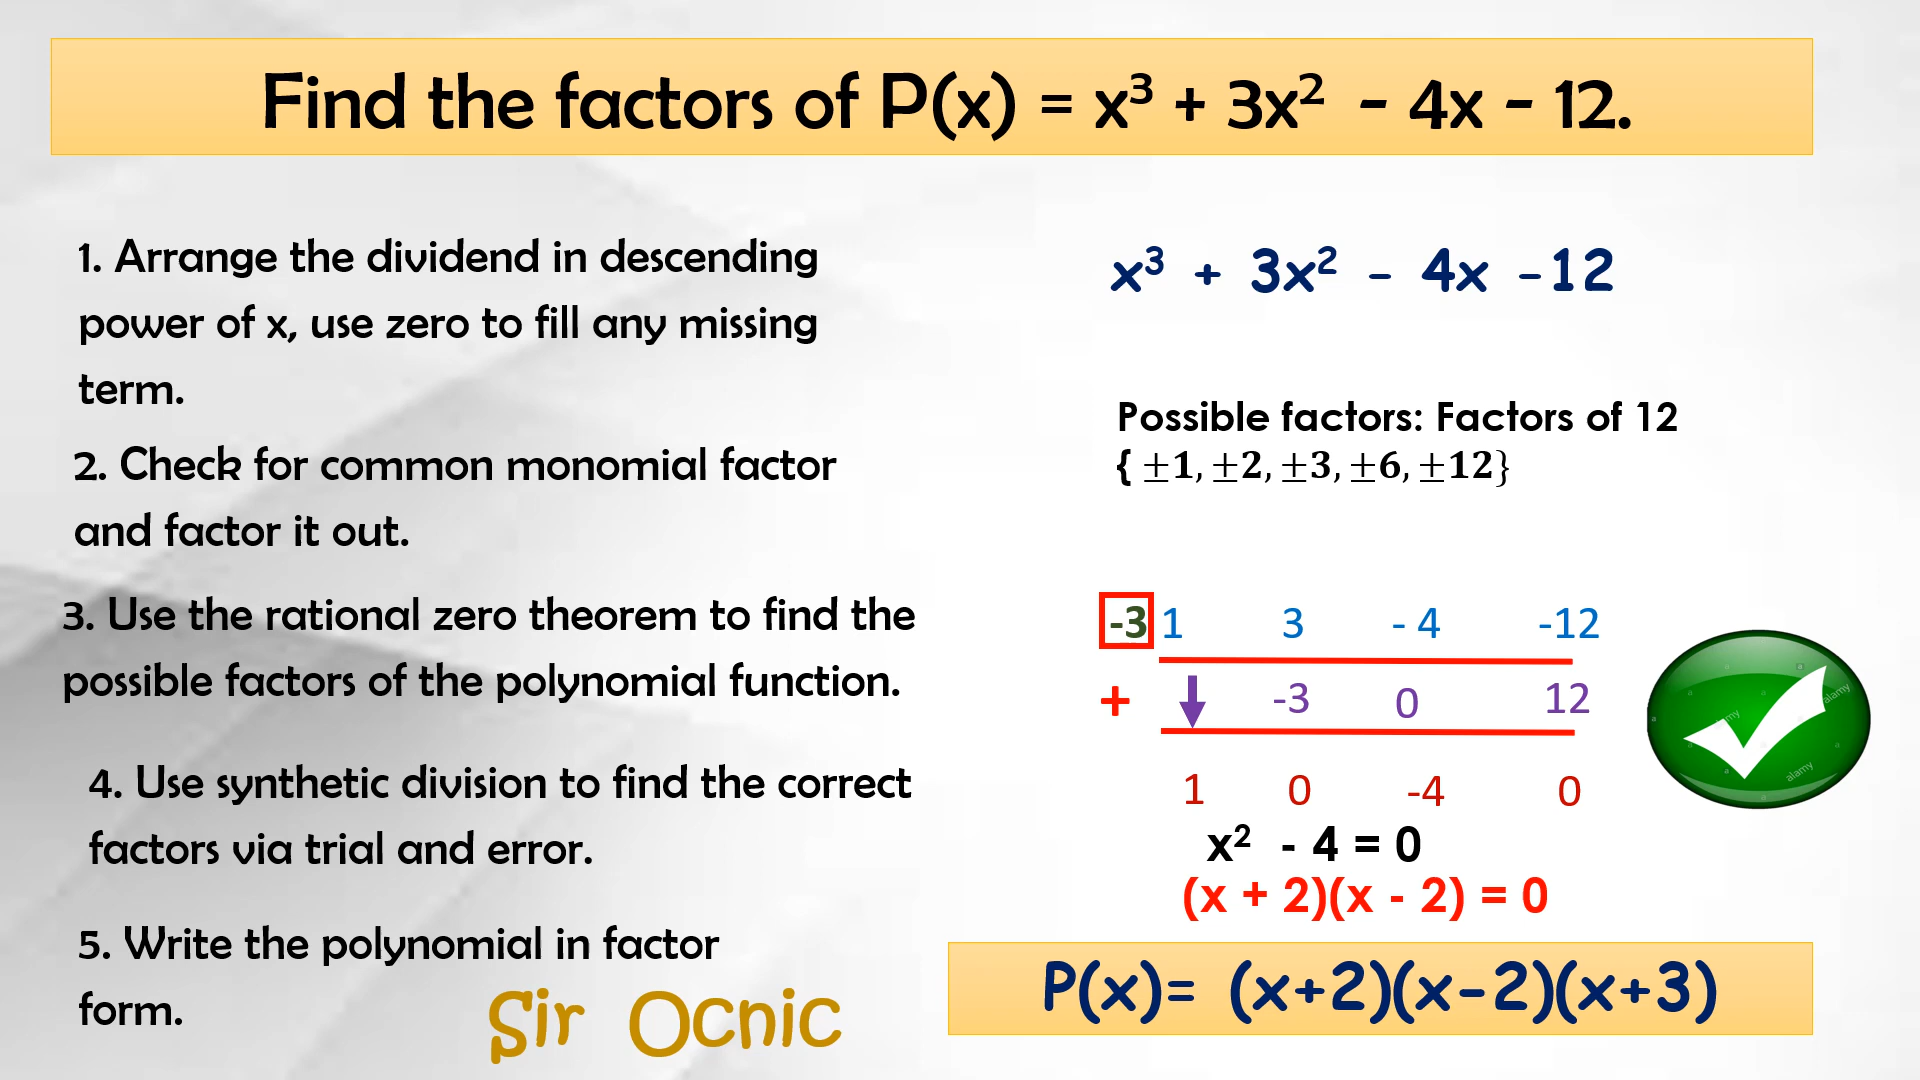 Find the factors of P(x) = x³ + 3x² - 4x - 12.
1. Arrange the dividend in descending
power of x, use zero to fill any missing
term.
2. Check for common monomial factor
and factor it out.
3. Use the rational zero theorem to find the
possible factors of the polynomial function.
4. Use synthetic division to find the correct
factors via trial and error.
5. Write the polynomial in factor
form.
Sir Ocnic
x³ + 3x² - 4x -12
Possible factors: Factors of 12
{ ±1, ±2, ±3, ±6, ±12}
-3 1 3 - 4 -12
+ -3 0 12
1 0 -4 0
x² - 4 = 0
(x + 2)(x - 2) = 0
P(x)= (x+2)(x-2)(x+3)
alamy
alamy
alamy